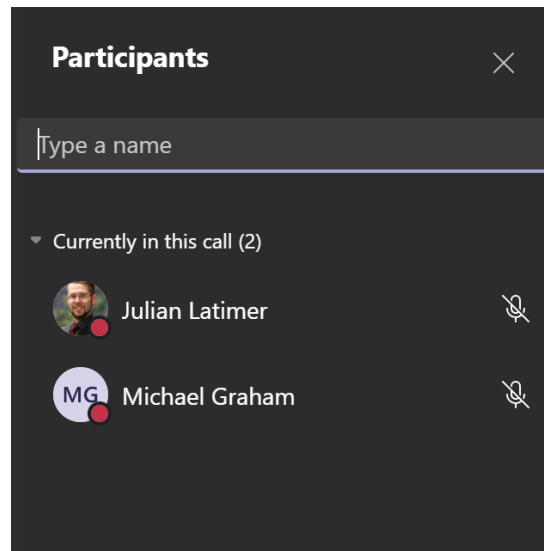 Participants
Type a name
Currently in this call (2)
Julian Latimer
MG Michael Graham